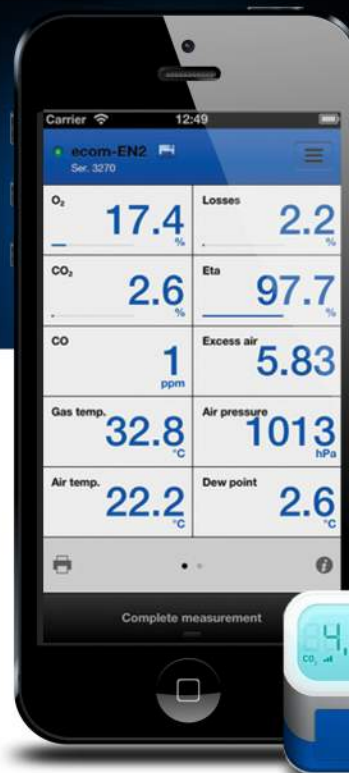 Carrier 12:49
ecom-EN2
Ser. 3270
O₂ 17.4 %
Losses 2.2 %
CO₂ 2.6 %
Eta 97.7 %
CO 1 ppm
Excess air 5.83
Gas temp. 32.8 °C
Air pressure 1013 hPa
Air temp. 22.2 °C
Dew point 2.6 °C
Complete measurement
4,
CO₂